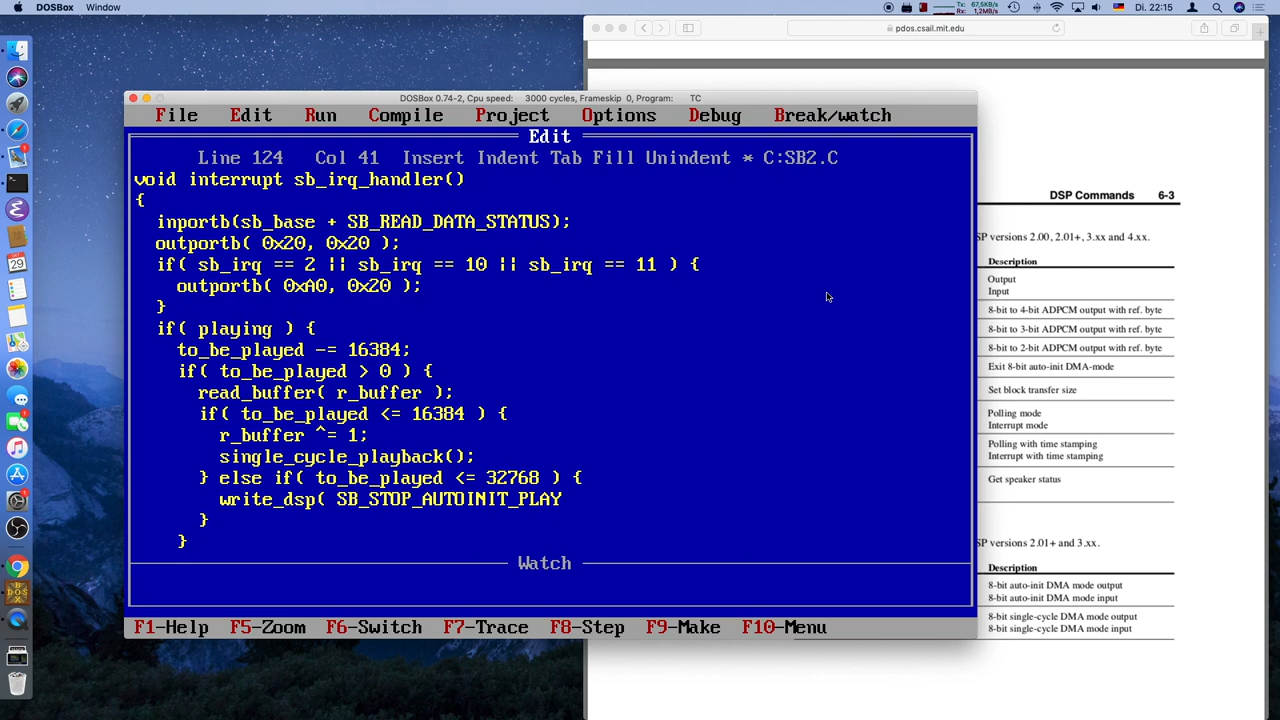 DOSBox Window
Tx: 67,5KB/s
Rx: 1,2MB/s
Di. 22:15
pdos.csail.mit.edu
DOSBox 0.74-2, Cpu speed: 3000 cycles, Frameskip 0, Program: TC
File Edit Run Compile Project Options Debug Break/watch
Edit
Line 124 Col 41 Insert Indent Tab Fill Unindent * C:SB2.C
void interrupt sb_irq_handler()
{
inportb(sb_base + SB_READ_DATA_STATUS);
outportb( 0x20, 0x20 );
if( sb_irq == 2 || sb_irq == 10 || sb_irq == 11 ) {
outportb( 0xA0, 0x20 );
}
if( playing ) {
to_be_played -= 16384;
if( to_be_played > 0 ) {
read_buffer( r_buffer );
if( to_be_played <= 16384 ) {
r_buffer ^= 1;
single_cycle_playback();
} else if( to_be_played <= 32768 ) {
write_dsp( SB_STOP_AUTOINIT_PLAY
}
}
Watch
F1-Help F5-Zoom F6-Switch F7-Trace F8-Step F9-Make F10-Menu
DSP Commands 6-3
SP versions 2.00, 2.01+, 3.xx and 4.xx.
Description
Output
Input
8-bit to 4-bit ADPCM output with ref. byte
8-bit to 3-bit ADPCM output with ref. byte
8-bit to 2-bit ADPCM output with ref. byte
Exit 8-bit auto-init DMA-mode
Set block transfer size
Polling mode
Interrupt mode
Polling with time stamping
Interrupt with time stamping
Get speaker status
SP versions 2.01+ and 3.xx.
Description
8-bit auto-init DMA mode output
8-bit auto-init DMA mode input
8-bit single-cycle DMA mode output
8-bit single-cycle DMA mode input